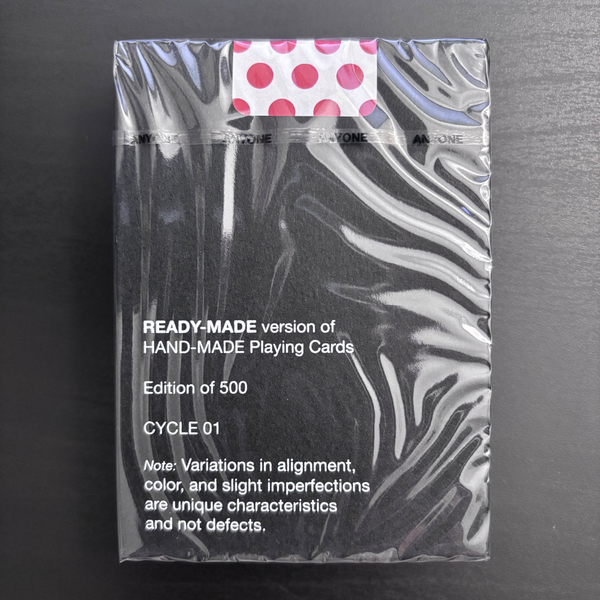 ANYONE ANYONE ANYONE ANYONE
READY-MADE version of
HAND-MADE Playing Cards
Edition of 500
CYCLE 01
Note: Variations in alignment,
color, and slight imperfections
are unique characteristics
and not defects.